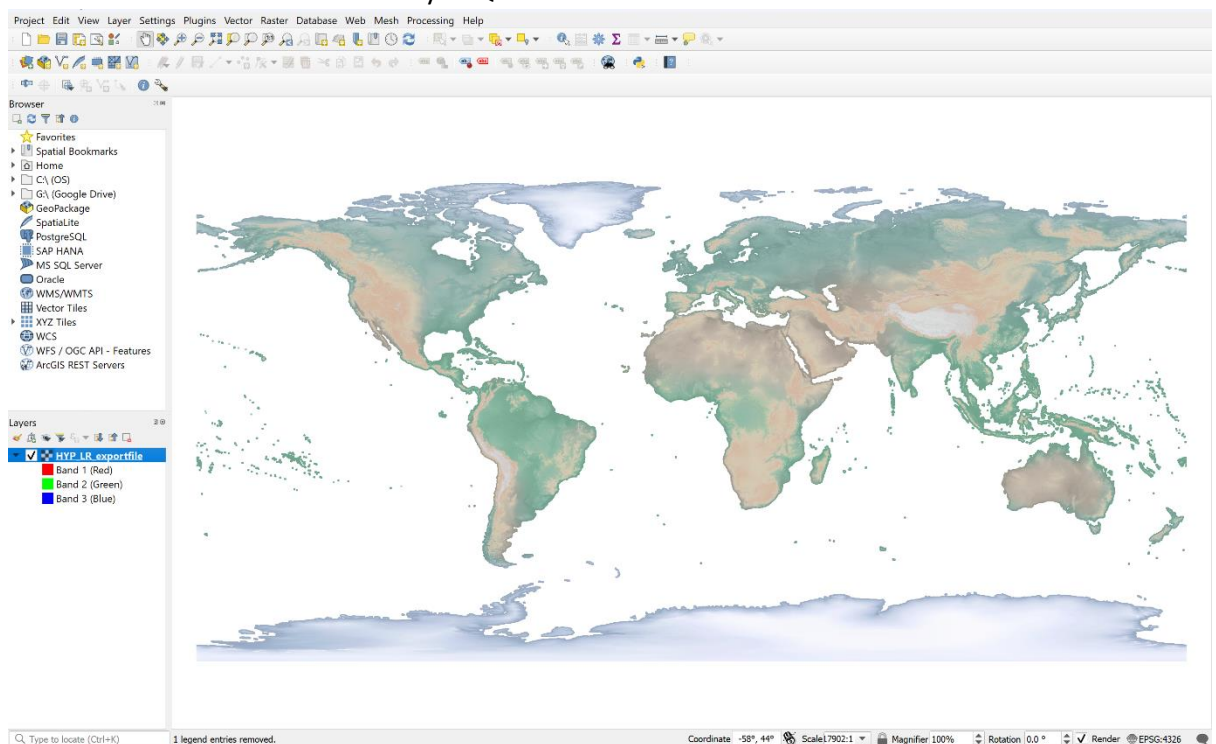 Project Edit View Layer Settings Plugins Vector Raster Database Web Mesh Processing Help
Browser
Favorites
Spatial Bookmarks
Home
C:\ (OS)
G:\ (Google Drive)
GeoPackage
SpatiaLite
PostgreSQL
SAP HANA
MS SQL Server
Oracle
WMS/WMTS
Vector Tiles
XYZ Tiles
WCS
WFS / OGC API - Features
ArcGIS REST Servers
Layers
HYP_LR_exportfile
Band 1 (Red)
Band 2 (Green)
Band 3 (Blue)
Type to locate (Ctrl+K) 1 legend entries removed. Coordinate -58°, 44° Scale 17902:1 Magnifier 100% Rotation 0.0 ° Render EPSG:4326